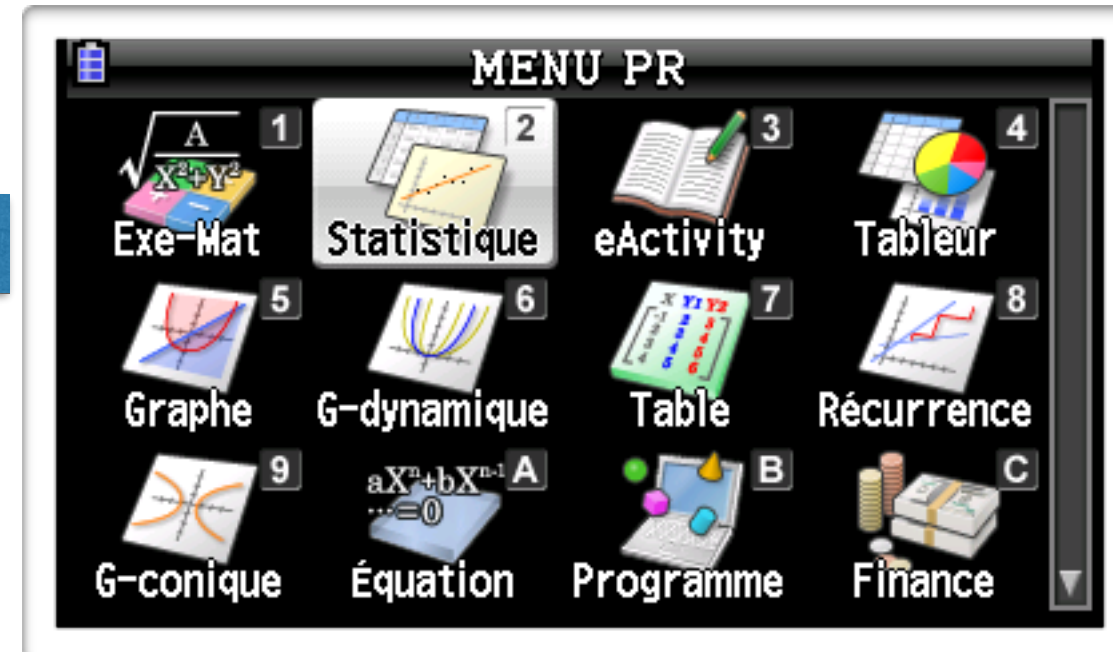 MENU PR
1 2 3 4
Exe-Mat Statistique eActivity Tableur
5 6 7 8
Graphe G-dynamique Table Récurrence
9 A B C
G-conique Équation Programme Finance